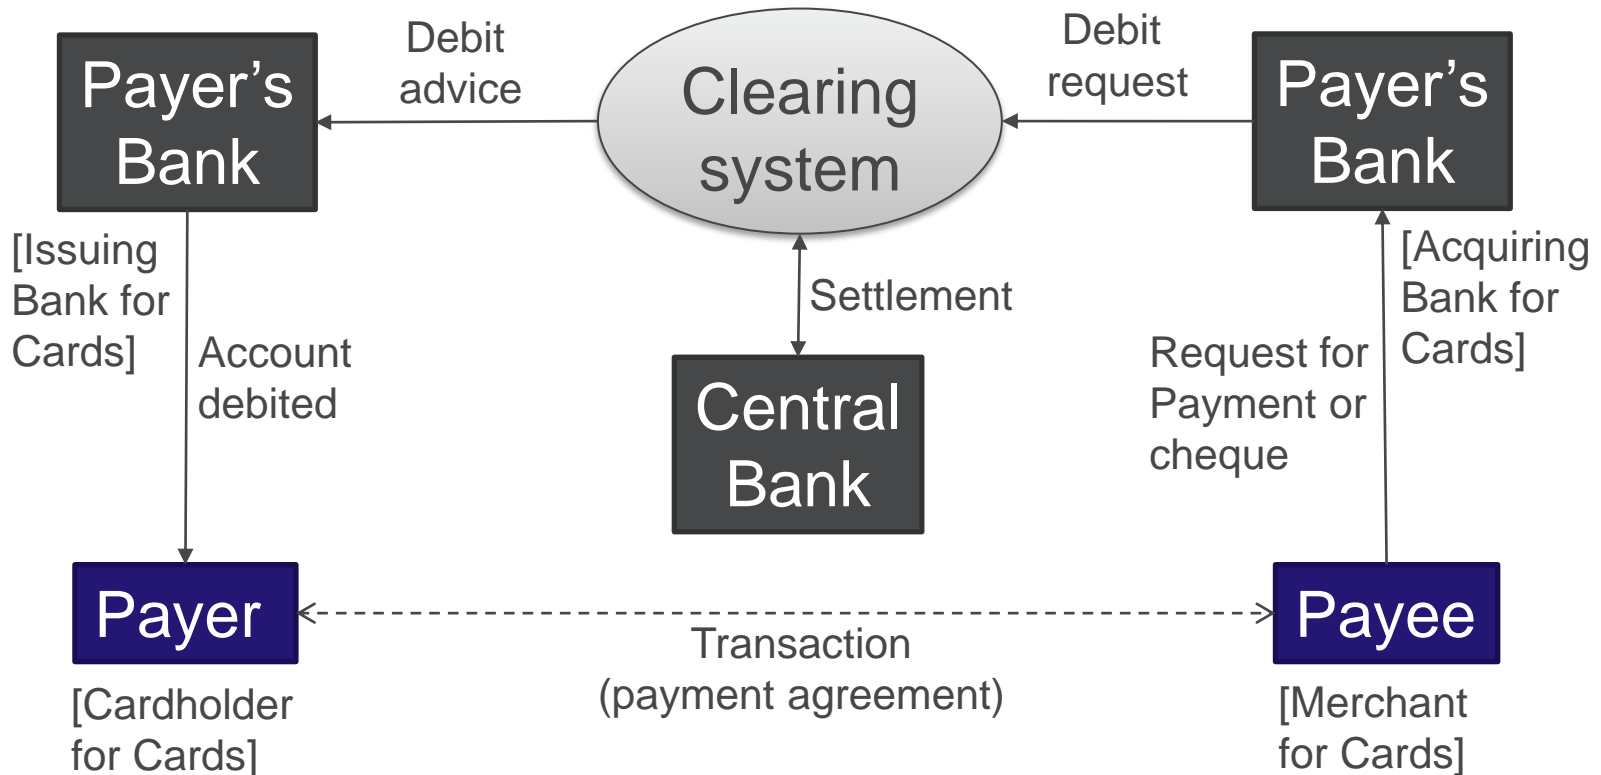 Payer's
Bank
Debit
advice
Clearing
system
Debit
request
Payer's
Bank
[Issuing
Bank for
Cards]
Account
debited
Settlement
Central
Bank
Request for
Payment or
cheque
[Acquiring
Bank for
Cards]
Payer
Transaction
(payment agreement)
Payee
[Cardholder
for Cards]
[Merchant
for Cards]